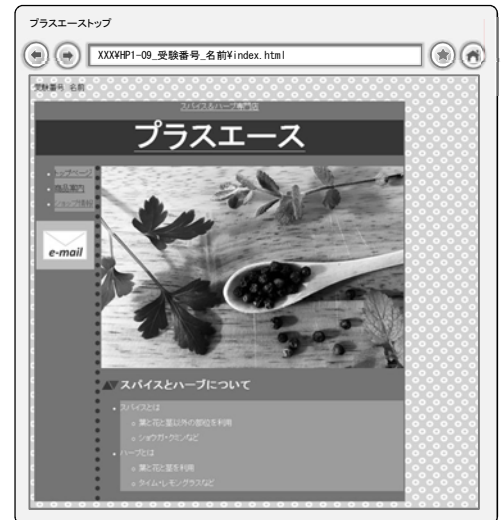 プラスエーストップ
XXX¥HP1-09_受験番号_名前¥index.html
受験番号 名前
スパイス＆ハーブ専門店
プラスエース
トップページ
商品案内
ショップ情報
e-mail
スパイスとハーブについて
スパイスとは
葉と花と茎以外の部位を利用
ショウガ・クミンなど
ハーブとは
葉と花と茎を利用
タイム・レモングラスなど